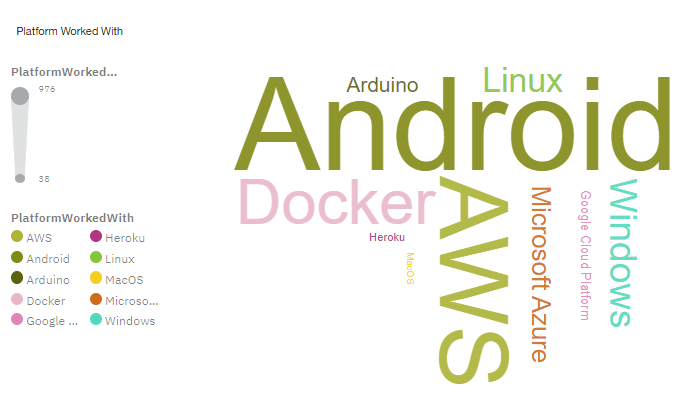 Platform Worked With
PlatformWorked...
976
38
PlatformWorkedWith
AWS
Heroku
Android
Linux
Arduino
MacOS
Docker
Microso...
Google ...
Windows
Arduino
Linux
Android
Docker
AWS
Microsoft Azure
Google Cloud Platform
Windows
Heroku
MacOS